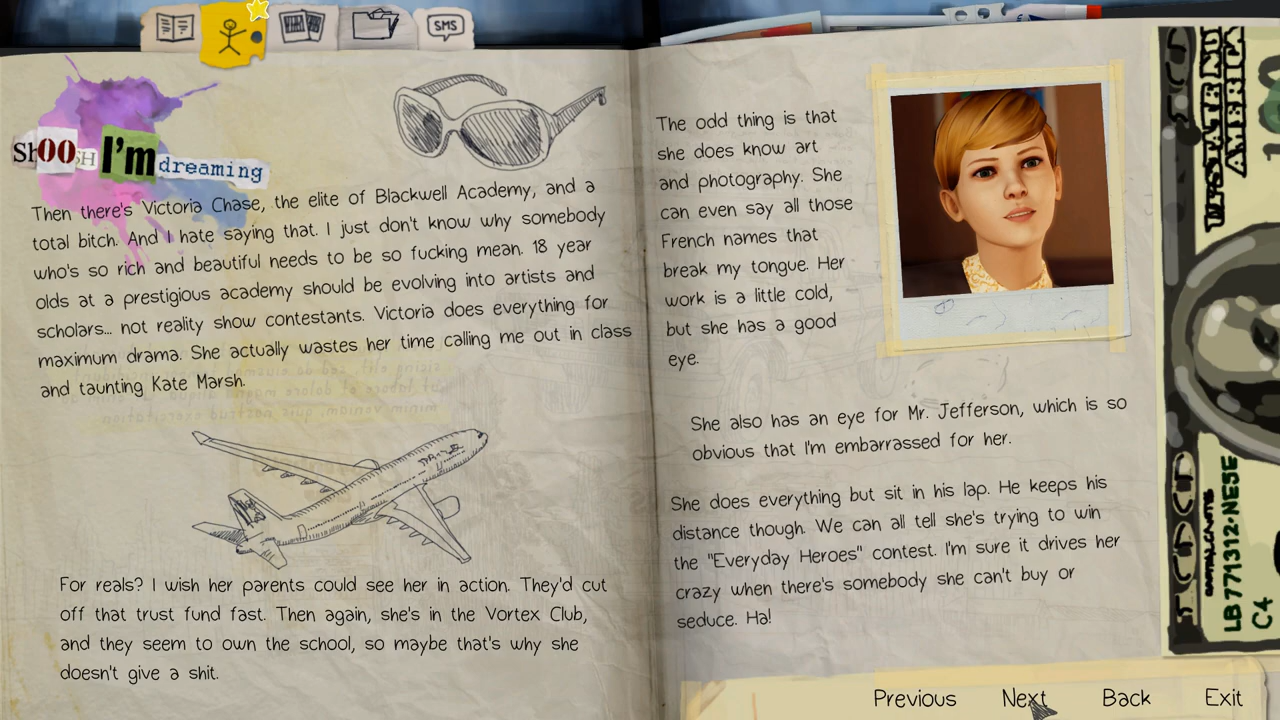 SMS
ShOOSH I'm dreaming
Then there's Victoria Chase, the elite of Blackwell Academy, and a
total bitch. And I hate saying that. I just don't know why somebody
who's so rich and beautiful needs to be so fucking mean. 18 year
olds at a prestigious academy should be evolving into artists and
scholars... not reality show contestants. Victoria does everything for
maximum drama. She actually wastes her time calling me out in class
and taunting Kate Marsh.
For reals? I wish her parents could see her in action. They'd cut
off that trust fund fast. Then again, she's in the Vortex Club,
and they seem to own the school, so maybe that's why she
doesn't give a shit.
The odd thing is that
she does know art
and photography. She
can even say all those
French names that
break my tongue. Her
work is a little cold,
but she has a good
eye.
She also has an eye for Mr. Jefferson, which is so
obvious that I'm embarrassed for her.
She does everything but sit in his lap. He keeps his
distance though. We can all tell she's trying to win
the "Everyday Heroes" contest. I'm sure it drives her
crazy when there's somebody she can't buy or
seduce. Ha!
AMERICA
100
LB771312-NESE
C4
Previous Next Back Exit